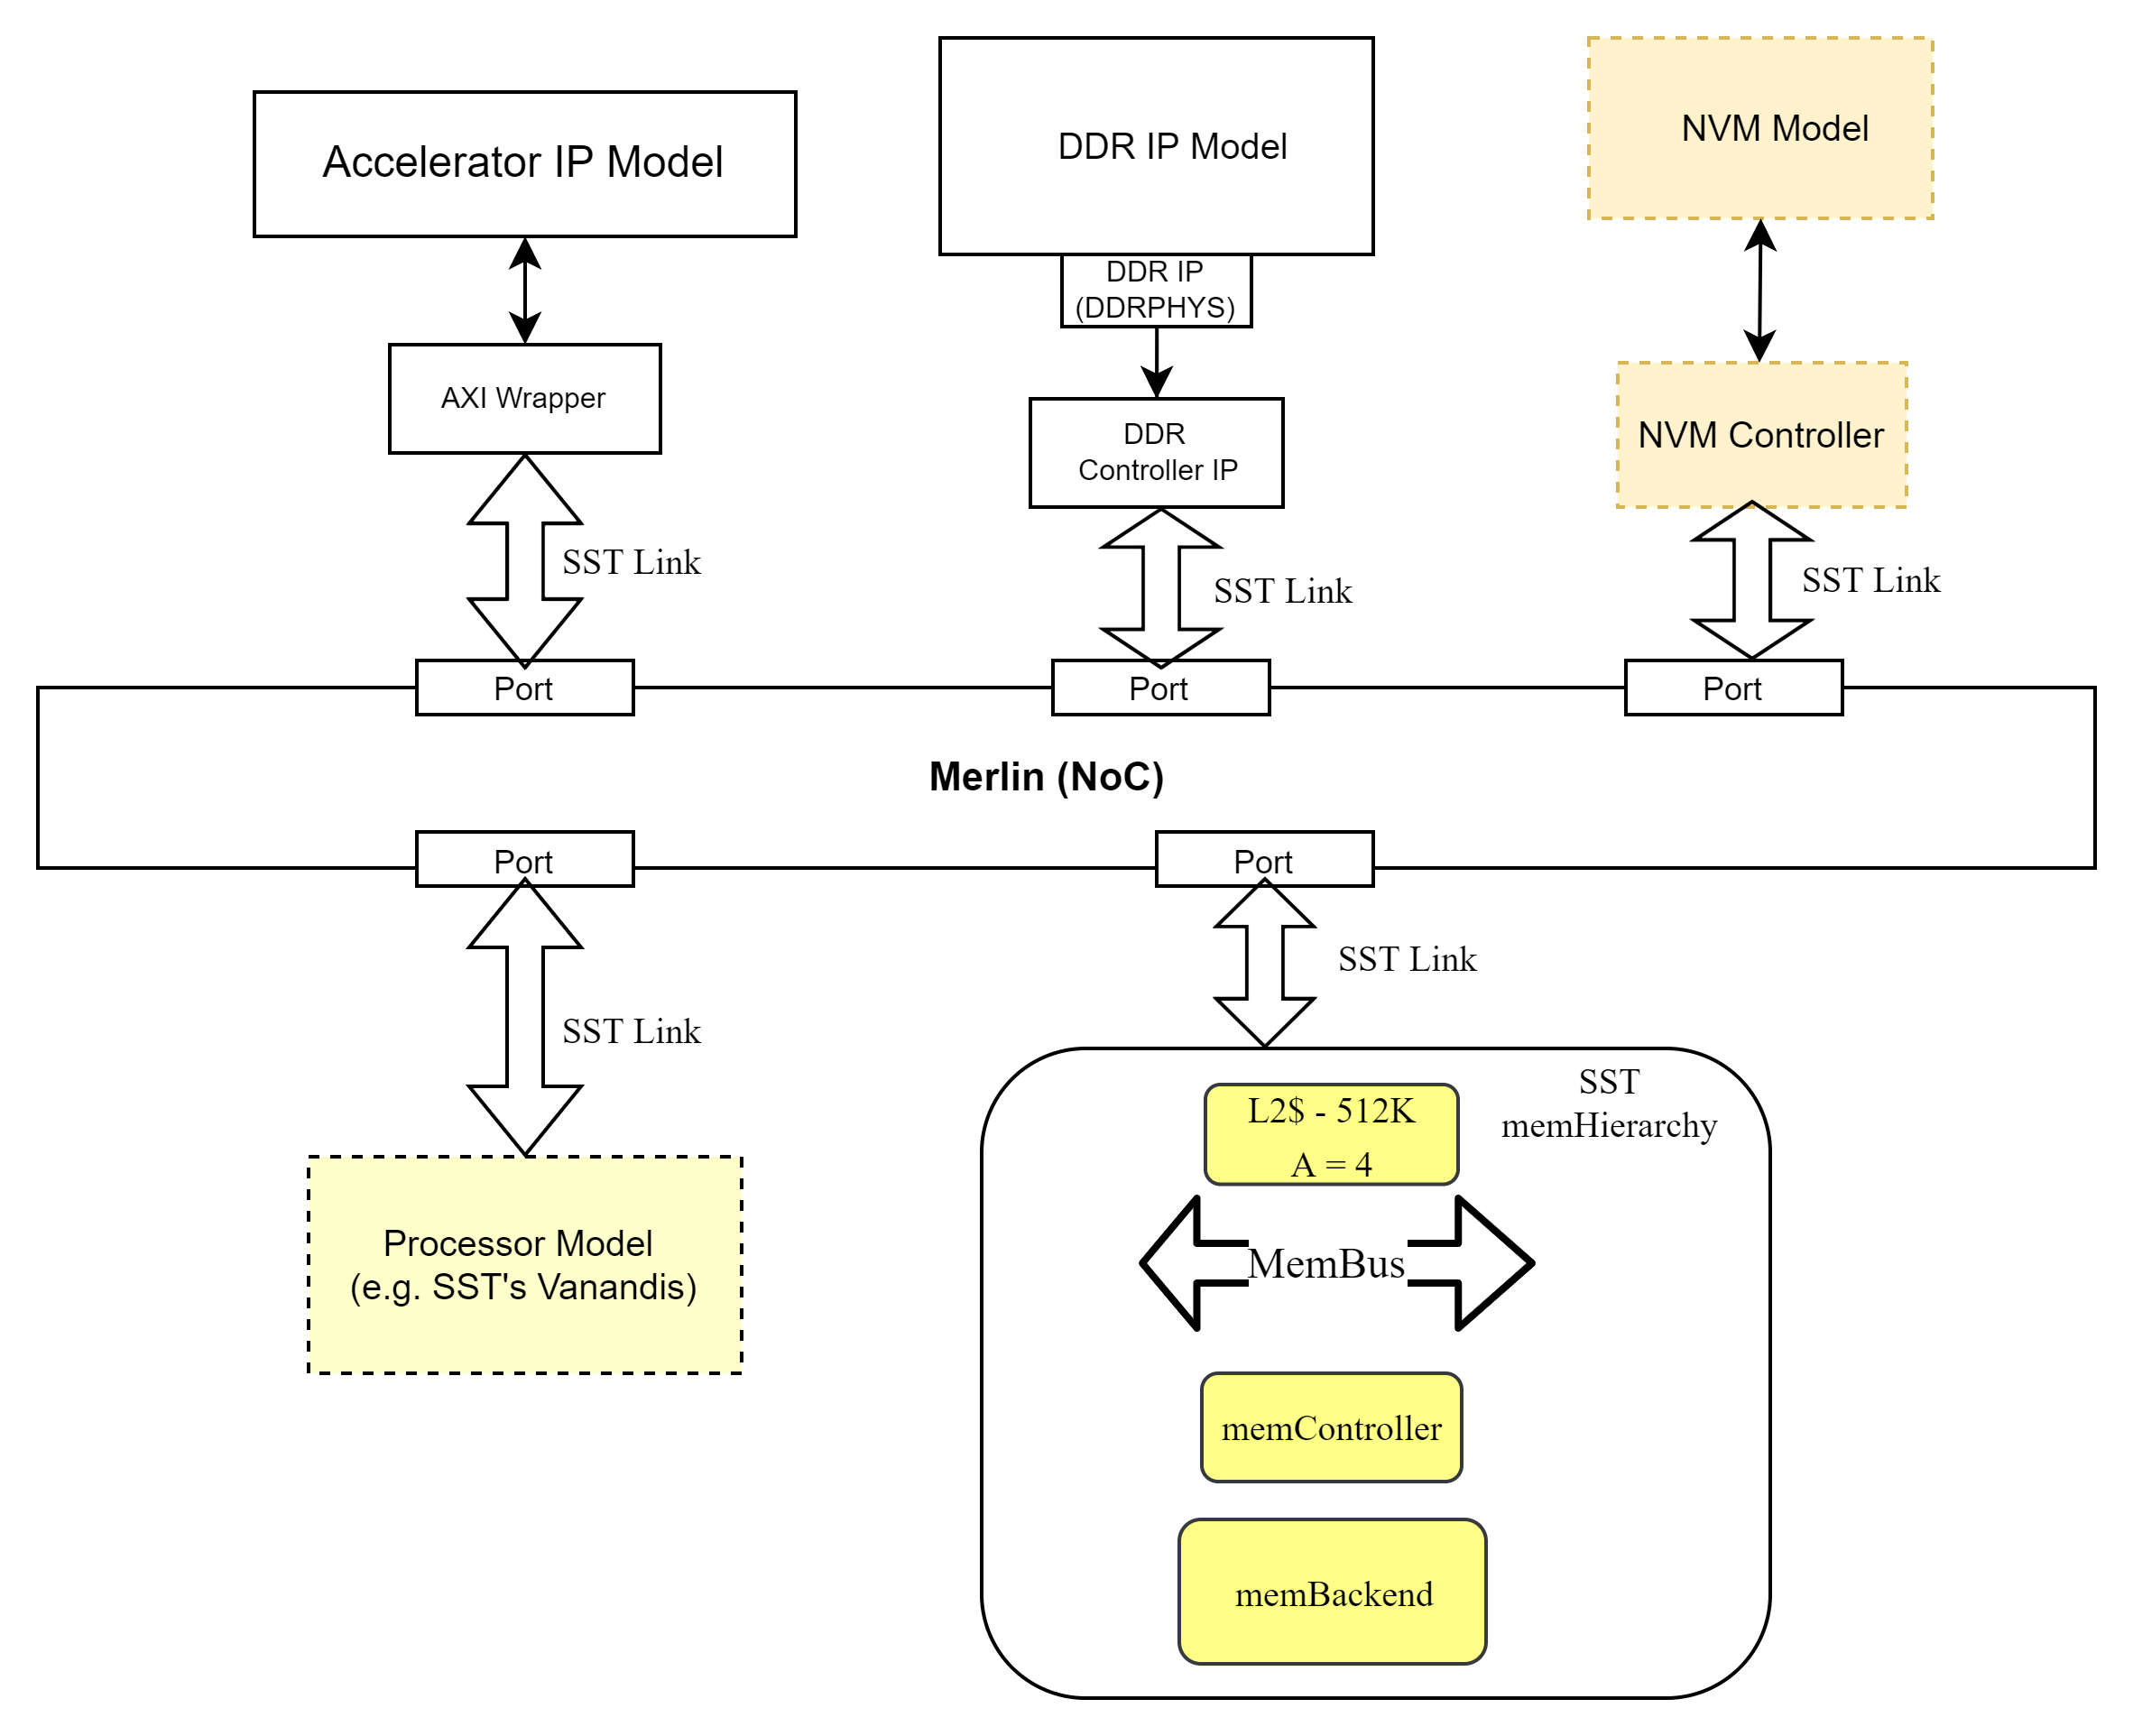 Accelerator IP Model
DDR IP Model
NVM Model
DDR IP
(DDRPHYS)
AXI Wrapper
DDR
Controller IP
NVM Controller
SST Link
SST Link
SST Link
Port
Port
Port
Merlin (NoC)
Port
Port
SST Link
SST Link
Processor Model
(e.g. SST's Vanandis)
SST
memHierarchy
L2$ - 512K
A = 4
MemBus
memController
memBackend